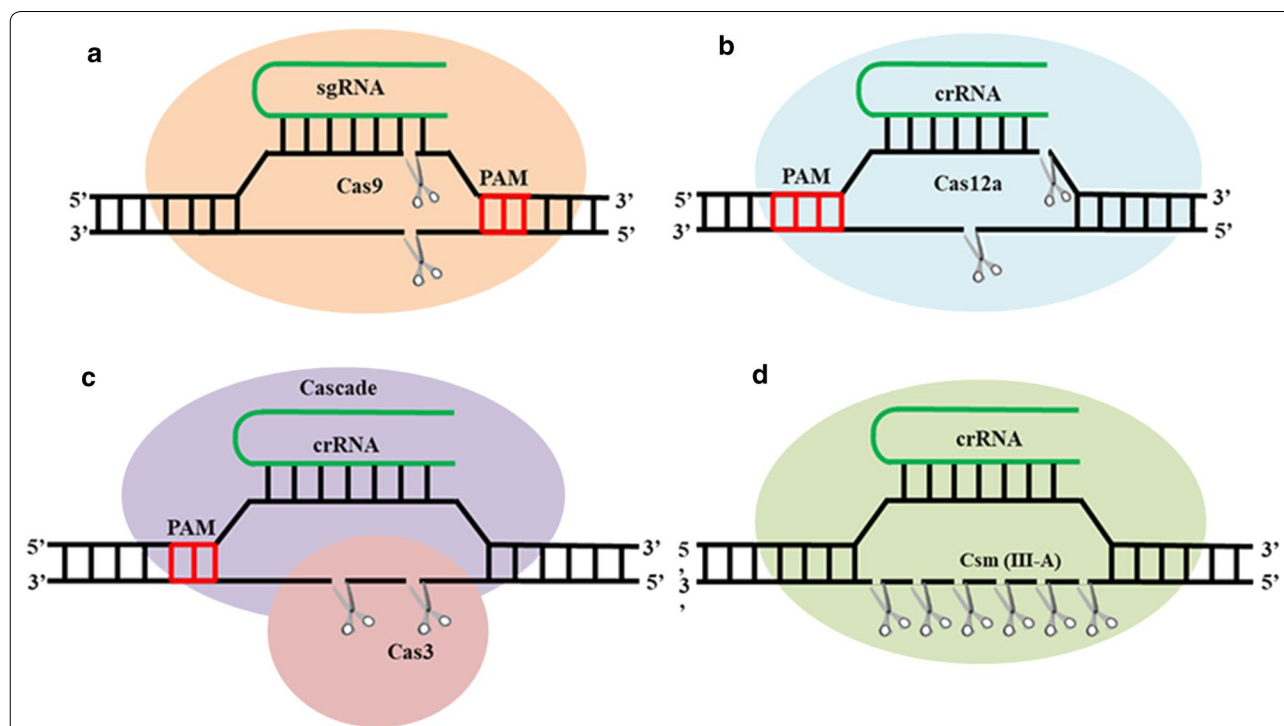 a
sgRNA
Cas9
PAM
5’
3’
3’
5’
b
crRNA
PAM
Cas12a
5’
3’
3’
5’
c
Cascade
crRNA
PAM
5’
3’
3’
5’
Cas3
d
crRNA
Csm (III-A)
5
,
3’
3
,
5’